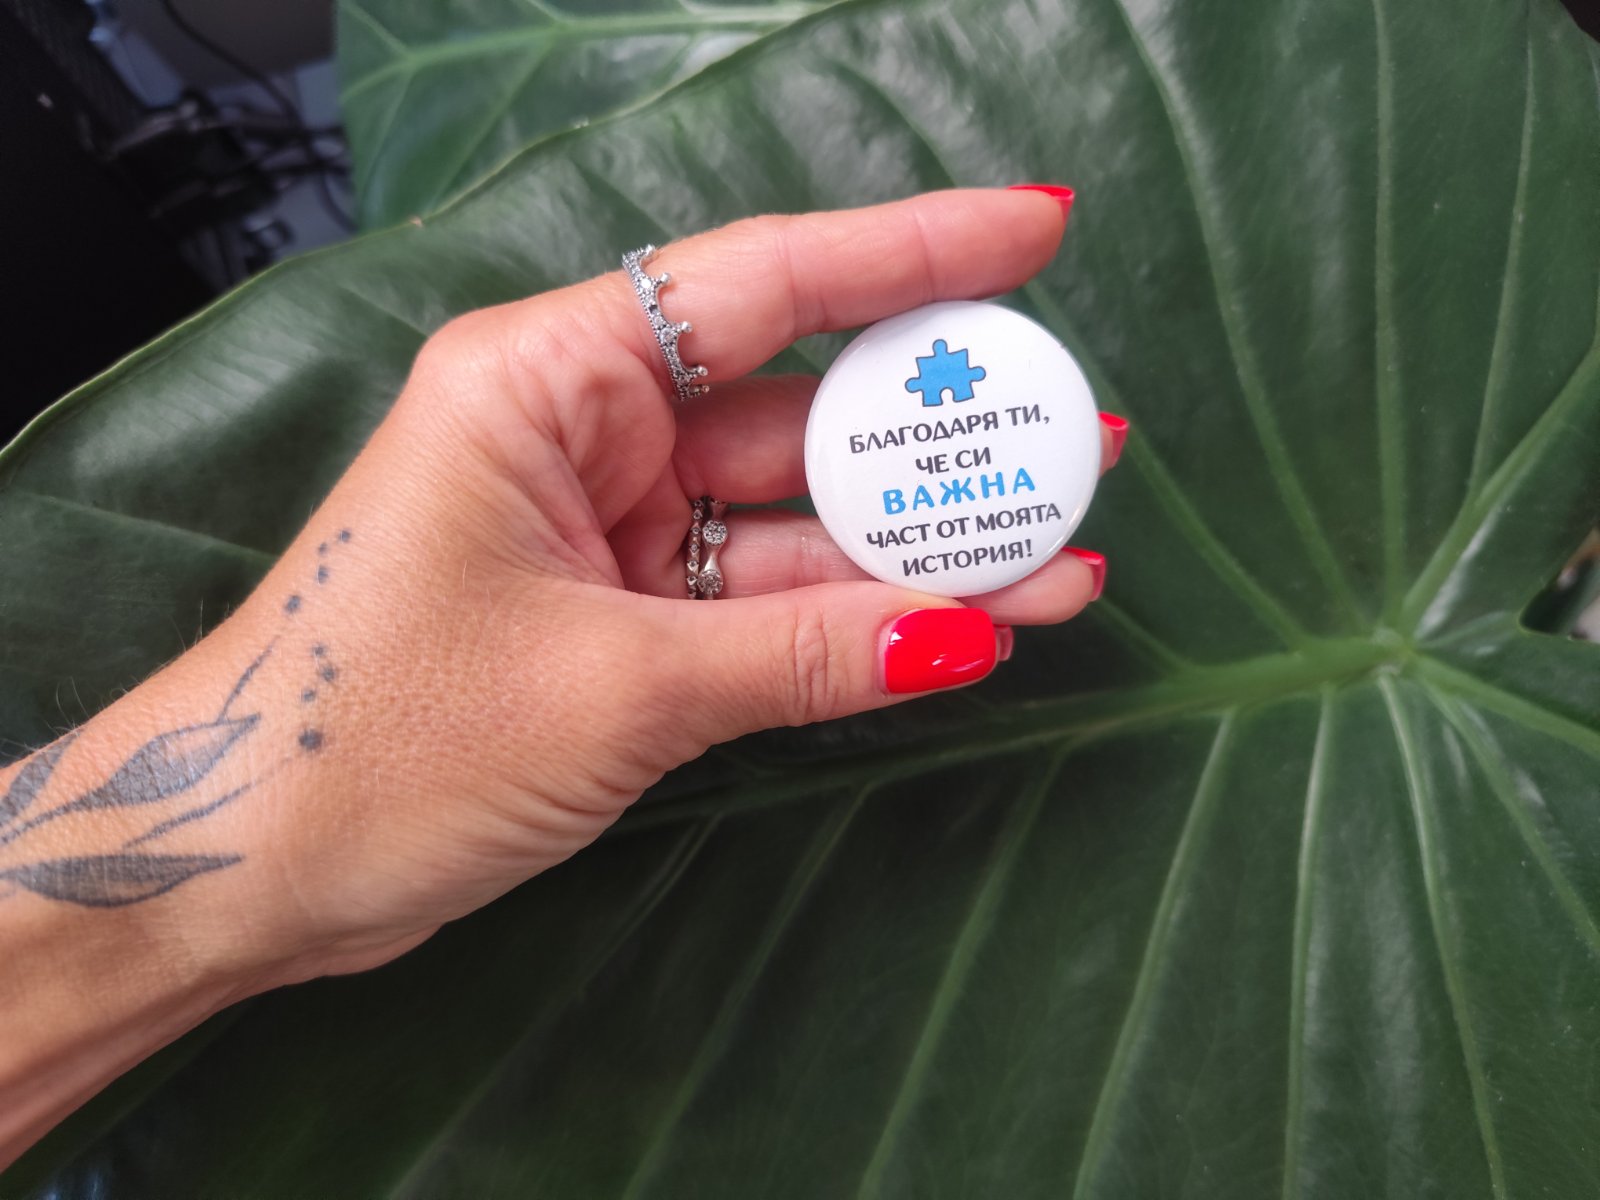 БЛАГОДАРЯ ТИ,
ЧЕ СИ
ВАЖНА
ЧАСТ ОТ МОЯТА
ИСТОРИЯ!